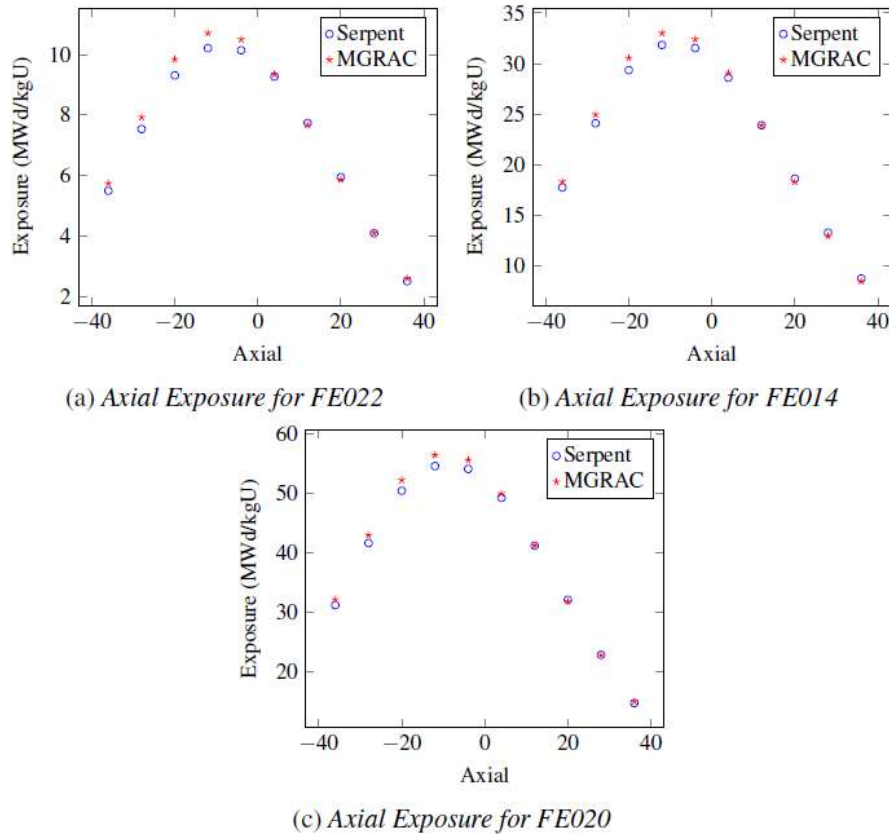 10
8
6
4
2
Exposure (MWd/kgU)
−40 −20 0 20 40
Axial
Serpent
MGRAC
(a) Axial Exposure for FE022
35
30
25
20
15
10
Exposure (MWd/kgU)
−40 −20 0 20 40
Axial
Serpent
MGRAC
(b) Axial Exposure for FE014
60
50
40
30
20
Exposure (MWd/kgU)
−40 −20 0 20 40
Axial
Serpent
MGRAC
(c) Axial Exposure for FE020